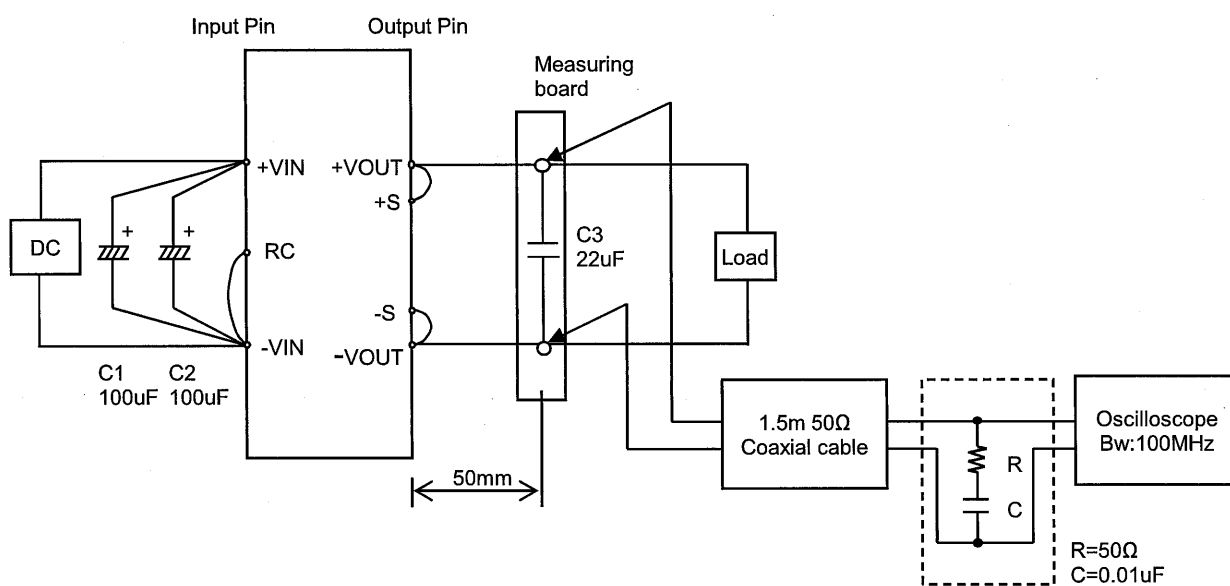 Input Pin
Output Pin
Measuring
board
+VIN
+VOUT
+S
DC
+
+
RC
C3
22uF
Load
-S
-VIN
-VOUT
C1
100uF
C2
100uF
1.5m 50Ω
Coaxial cable
Oscilloscope
Bw:100MHz
50mm
R
C
R=50Ω
C=0.01uF